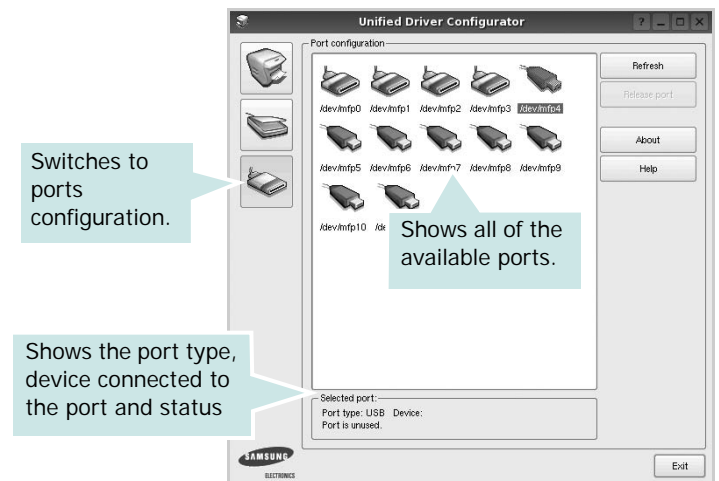 Unified Driver Configurator
Port configuration
/dev/mfp0 /dev/mfp1 /dev/mfp2 /dev/mfp3 /dev/mfp4
/dev/mfp5 /dev/mfp6 /dev/mfp7 /dev/mfp8 /dev/mfp9
/dev/mfp10 /de
Refresh
Release port
About
Help
Switches to
ports
configuration.
Shows all of the
available ports.
Shows the port type,
device connected to
the port and status
Selected port:
Port type: USB Device:
Port is unused.
SAMSUNG
ELECTRONICS
Exit